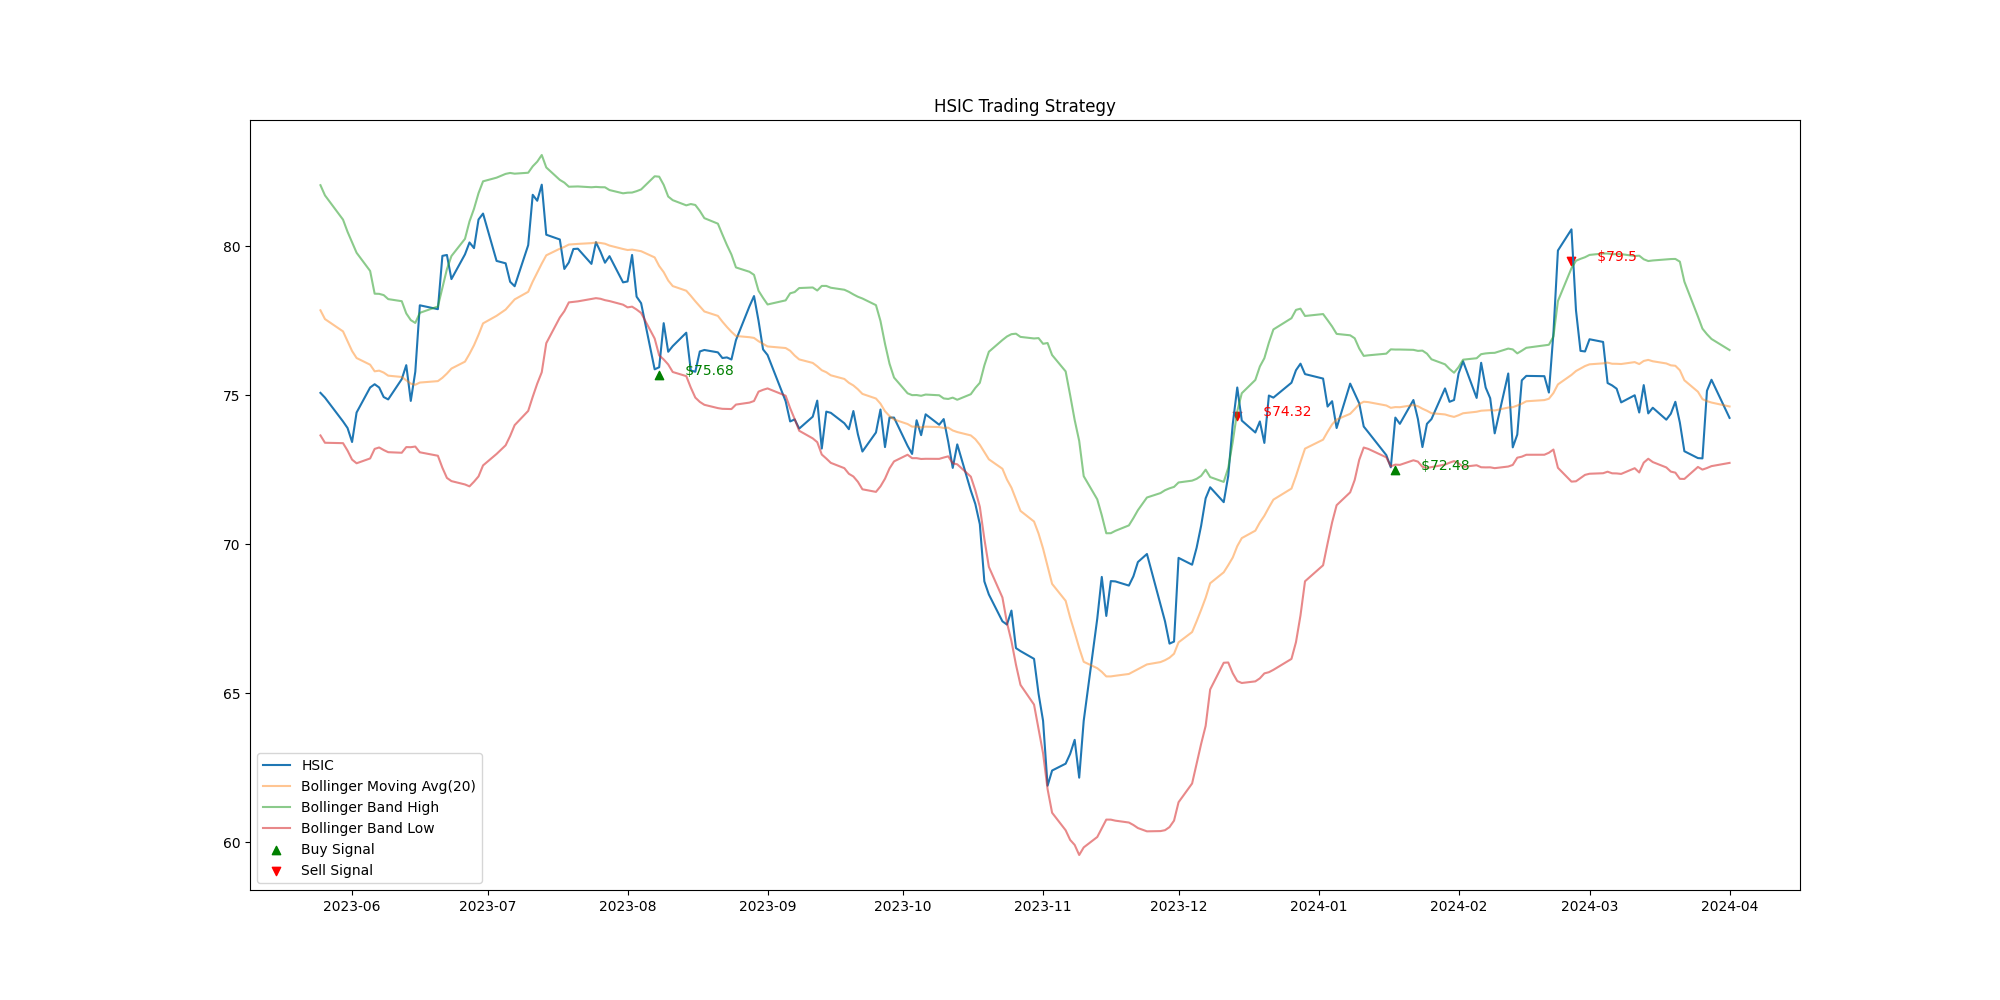 HSIC Trading Strategy
80
75
70
65
60
$75.68
$74.32
$72.48
$79.5
HSIC
Bollinger Moving Avg(20)
Bollinger Band High
Bollinger Band Low
Buy Signal
Sell Signal
2023-06 2023-07 2023-08 2023-09 2023-10 2023-11 2023-12 2024-01 2024-02 2024-03 2024-04